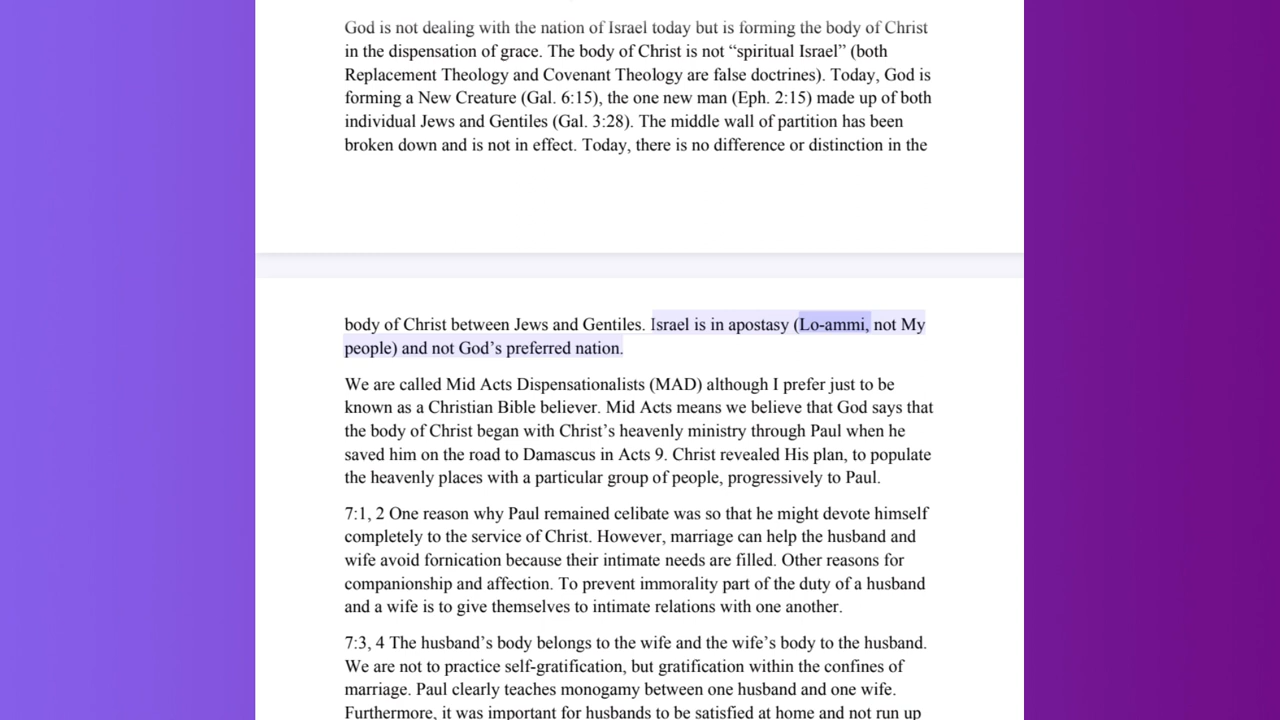 God is not dealing with the nation of Israel today but is forming the body of Christ
in the dispensation of grace. The body of Christ is not “spiritual Israel” (both
Replacement Theology and Covenant Theology are false doctrines). Today, God is
forming a New Creature (Gal. 6:15), the one new man (Eph. 2:15) made up of both
individual Jews and Gentiles (Gal. 3:28). The middle wall of partition has been
broken down and is not in effect. Today, there is no difference or distinction in the
body of Christ between Jews and Gentiles. Israel is in apostasy (Lo-ammi, not My
people) and not God’s preferred nation.
We are called Mid Acts Dispensationalists (MAD) although I prefer just to be
known as a Christian Bible believer. Mid Acts means we believe that God says that
the body of Christ began with Christ’s heavenly ministry through Paul when he
saved him on the road to Damascus in Acts 9. Christ revealed His plan, to populate
the heavenly places with a particular group of people, progressively to Paul.
7:1, 2 One reason why Paul remained celibate was so that he might devote himself
completely to the service of Christ. However, marriage can help the husband and
wife avoid fornication because their intimate needs are filled. Other reasons for
companionship and affection. To prevent immorality part of the duty of a husband
and a wife is to give themselves to intimate relations with one another.
7:3, 4 The husband’s body belongs to the wife and the wife’s body to the husband.
We are not to practice self-gratification, but gratification within the confines of
marriage. Paul clearly teaches monogamy between one husband and one wife.
Furthermore, it was important for husbands to be satisfied at home and not run up